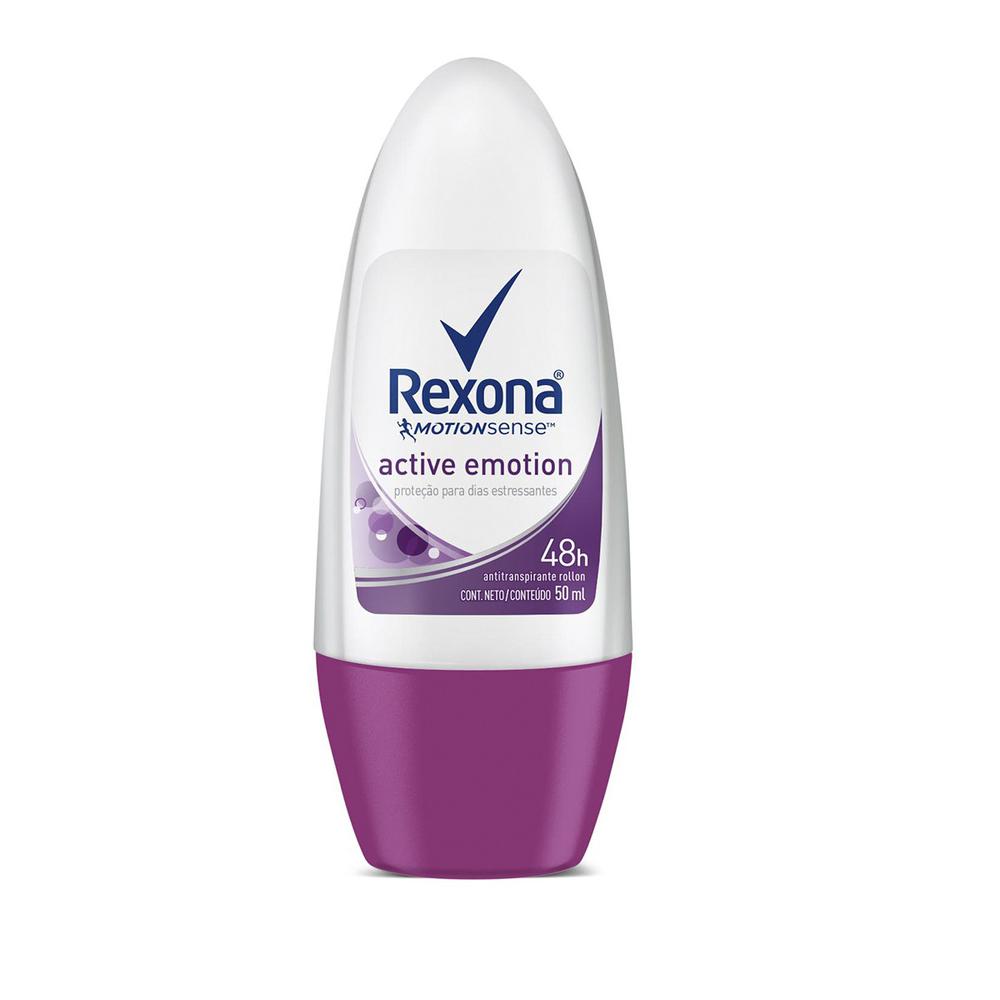 Rexona®
MOTIONsense™
active emotion
proteção para dias estressantes
48h
antitranspirante rollon
CONT. NETO/CONTEÚDO 50 ml